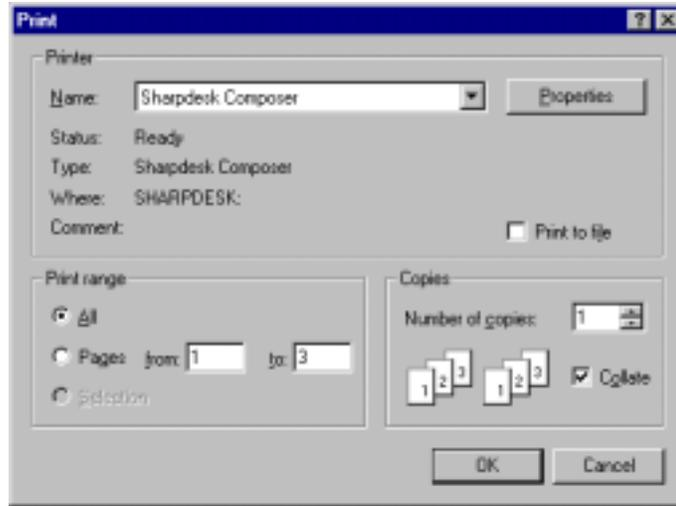 Print
Printer
Name: Sharpdesk Composer Properties
Status: Ready
Type: Sharpdesk Composer
Where: SHARPDESK:
Comment: Print to file
Print range
All
Pages from: 1 to: 3
Selection
Copies
Number of copies: 1
1 2 3 1 2 3 Collate
OK Cancel